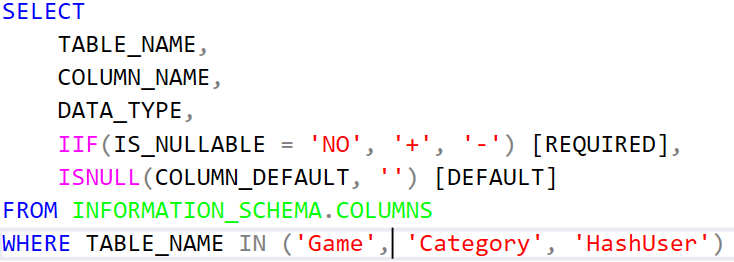 SELECT
    TABLE_NAME,
    COLUMN_NAME,
    DATA_TYPE,
    IIF(IS_NULLABLE = 'NO', '+', '-') [REQUIRED],
    ISNULL(COLUMN_DEFAULT, '') [DEFAULT]
FROM INFORMATION_SCHEMA.COLUMNS
WHERE TABLE_NAME IN ('Game', 'Category', 'HashUser')